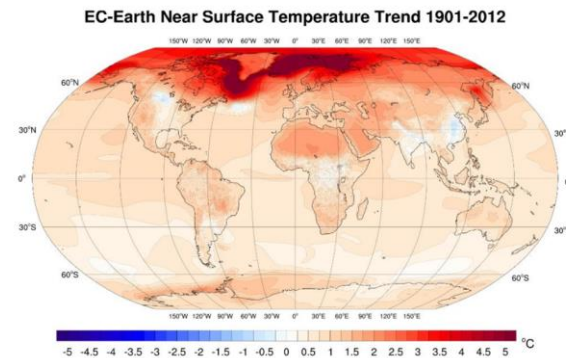 EC-Earth Near Surface Temperature Trend 1901-2012
150°W 120°W 90°W 60°W 30°W 0° 30°E 60°E 90°E 120°E 150°E
60°N 60°N
30°N 30°N
0°
30°S 30°
60°S 60°S
150°W 120°W 90°W 60°W 30°W 0° 30°E 60°E 90°E 120°E 150°E
°C
-5 -4.5 -4 -3.5 -3 -2.5 -2 -1.5 -1 -0.5 0 0.5 1 1.5 2 2.5 3 3.5 4 4.5 5